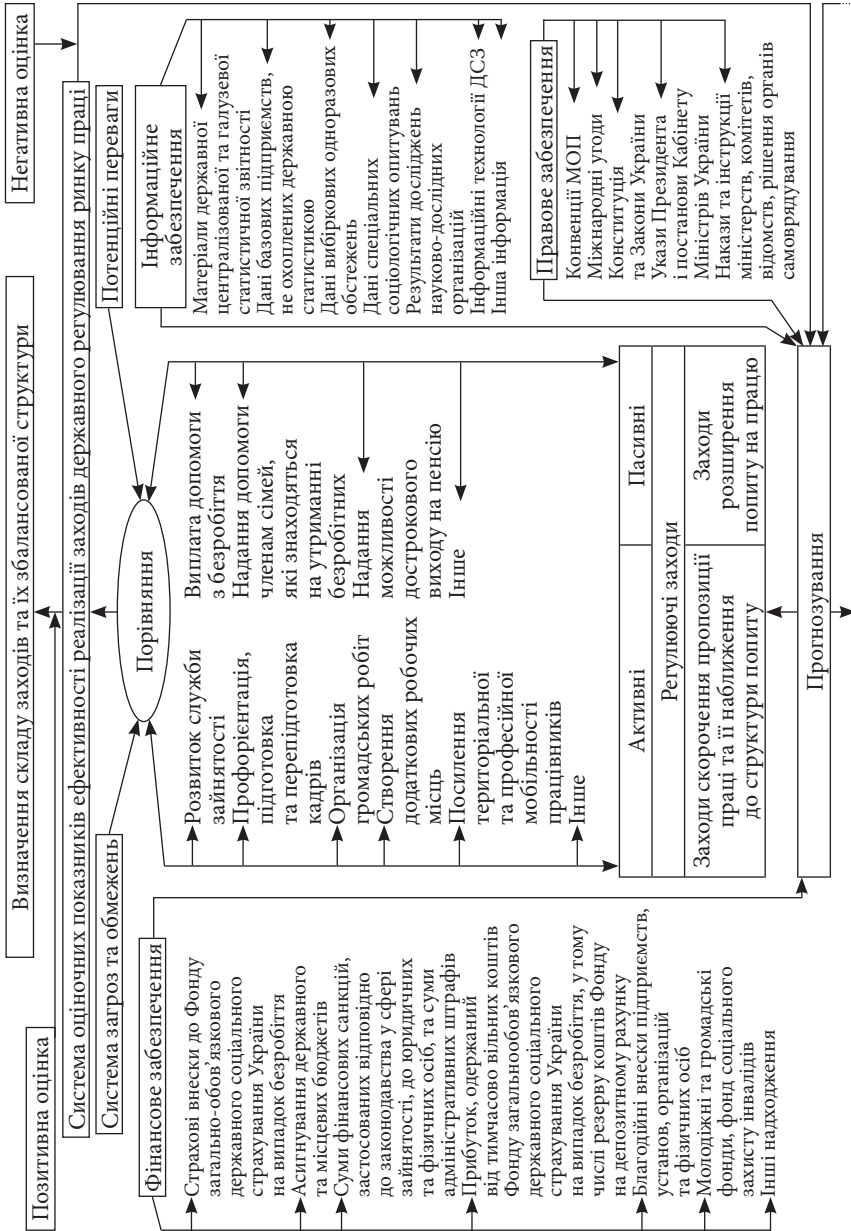 Визначення складу заходів та їх збалансованої структури
Позитивна оцінка
Негативна оцінка
Система оціночних показників ефективності реалізації заходів державного регулювання ринку праці
Система загроз та обмежень
Порівняння
Потенційні переваги
Фінансове забезпечення
Страхові внески до Фонду
загально-обов’язкового
державного соціального
страхування України
на випадок безробіття
Асигнування державного
та місцевих бюджетів
Суми фінансових санкцій,
застосованих відповідно
до законодавства у сфері
зайнятості, до юридичних
та фізичних осіб, та суми
адміністративних штрафів
Прибуток, одержаний
від тимчасово вільних коштів
Фонду загальнообов’язкового
державного соціального
страхування України
на випадок безробіття, у тому
числі резерву коштів Фонду
на депозитному рахунку
Благодійні внески підприємств,
установ, організацій
та фізичних осіб
Молодіжні та громадські
фонди, фонд соціального
захисту інвалідів
Інші надходження
Розвиток служби
зайнятості
Профорієнтація,
підготовка
та перепідготовка
кадрів
Організація
громадських робіт
Створення
додаткових робочих
місць
Посилення
територіальної
та професійної
мобільності
працівників
Інше
Виплата допомоги
з безробіття
Надання допомоги
членам сімей,
які знаходяться
на утриманні
безробітних
Надання
можливості
дострокового
виходу на пенсію
Інше
Інформаційне
забезпечення
Матеріали державної
централізованої та галузевої
статистичної звітності
Дані базових підприємств,
не охоплених державною
статистикою
Дані вибіркових одноразових
обстежень
Дані спеціальних
соціологічних опитувань
Результати досліджень
науково-дослідних
організацій
Інформаційні технології ДСЗ
Інша інформація
Правове забезпечення
Конвенції МОП
Міжнародні угоди
Конституція
та Закони України
Укази Президента
і постанови Кабінету
Міністрів України
Накази та інструкції
міністерств, комітетів,
відомств, рішення органів
самоврядування
Активні
Пасивні
Регулюючі заходи
Заходи скорочення пропозиції
праці та її наближення
до структури попиту
Заходи
розширення
попиту на працю
Прогнозування